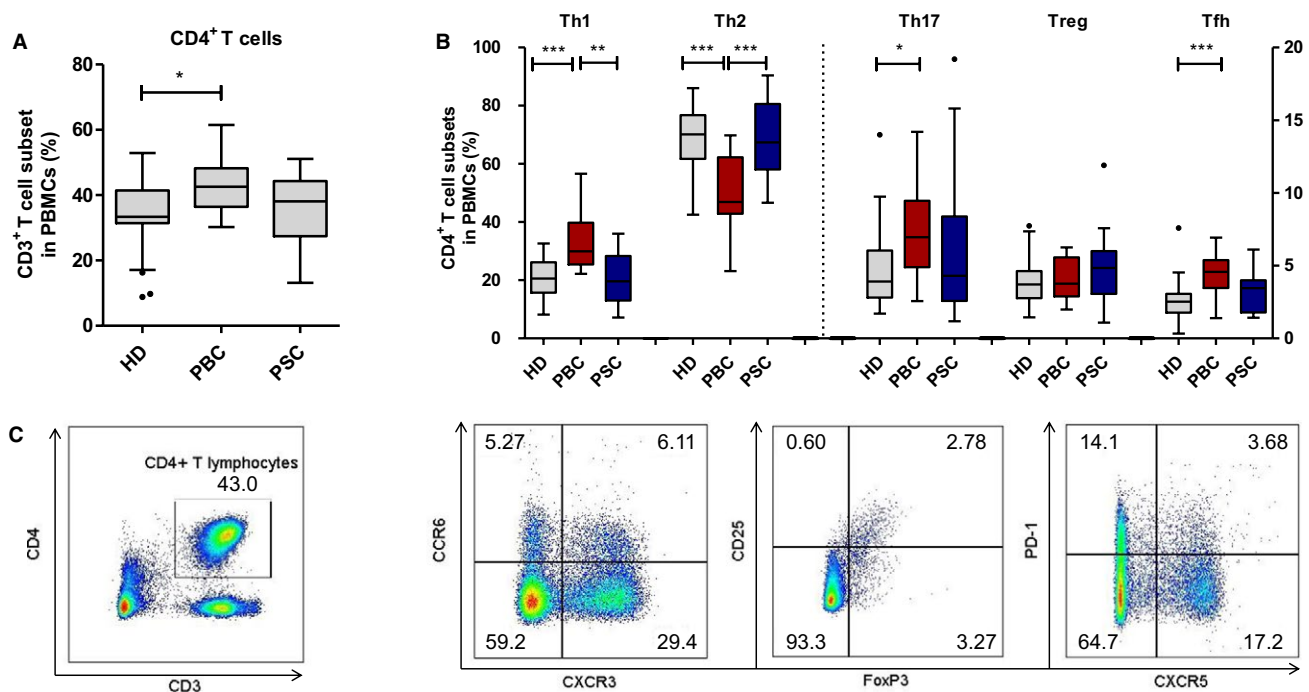 A
CD4+ T cells
CD3+ T cell subsets
in PBMCs (%)
80
60
40
20
0
*
HD
PBC
PSC
B
Th1
Th2
Th17
Treg
Tfh
CD4+ T cell subsets
in PBMCs (%)
100
80
60
40
20
0
***
**
***
***
*
***
20
15
10
5
0
HD
PBC
PSC
HD
PBC
PSC
HD
PBC
PSC
HD
PBC
PSC
HD
PBC
PSC
C
CD4+ T lymphocytes
43.0
CD4
CD3
5.27
6.11
CCR6
59.2
29.4
CXCR3
0.60
2.78
CD25
93.3
3.27
FoxP3
14.1
3.68
PD-1
64.7
17.2
CXCR5